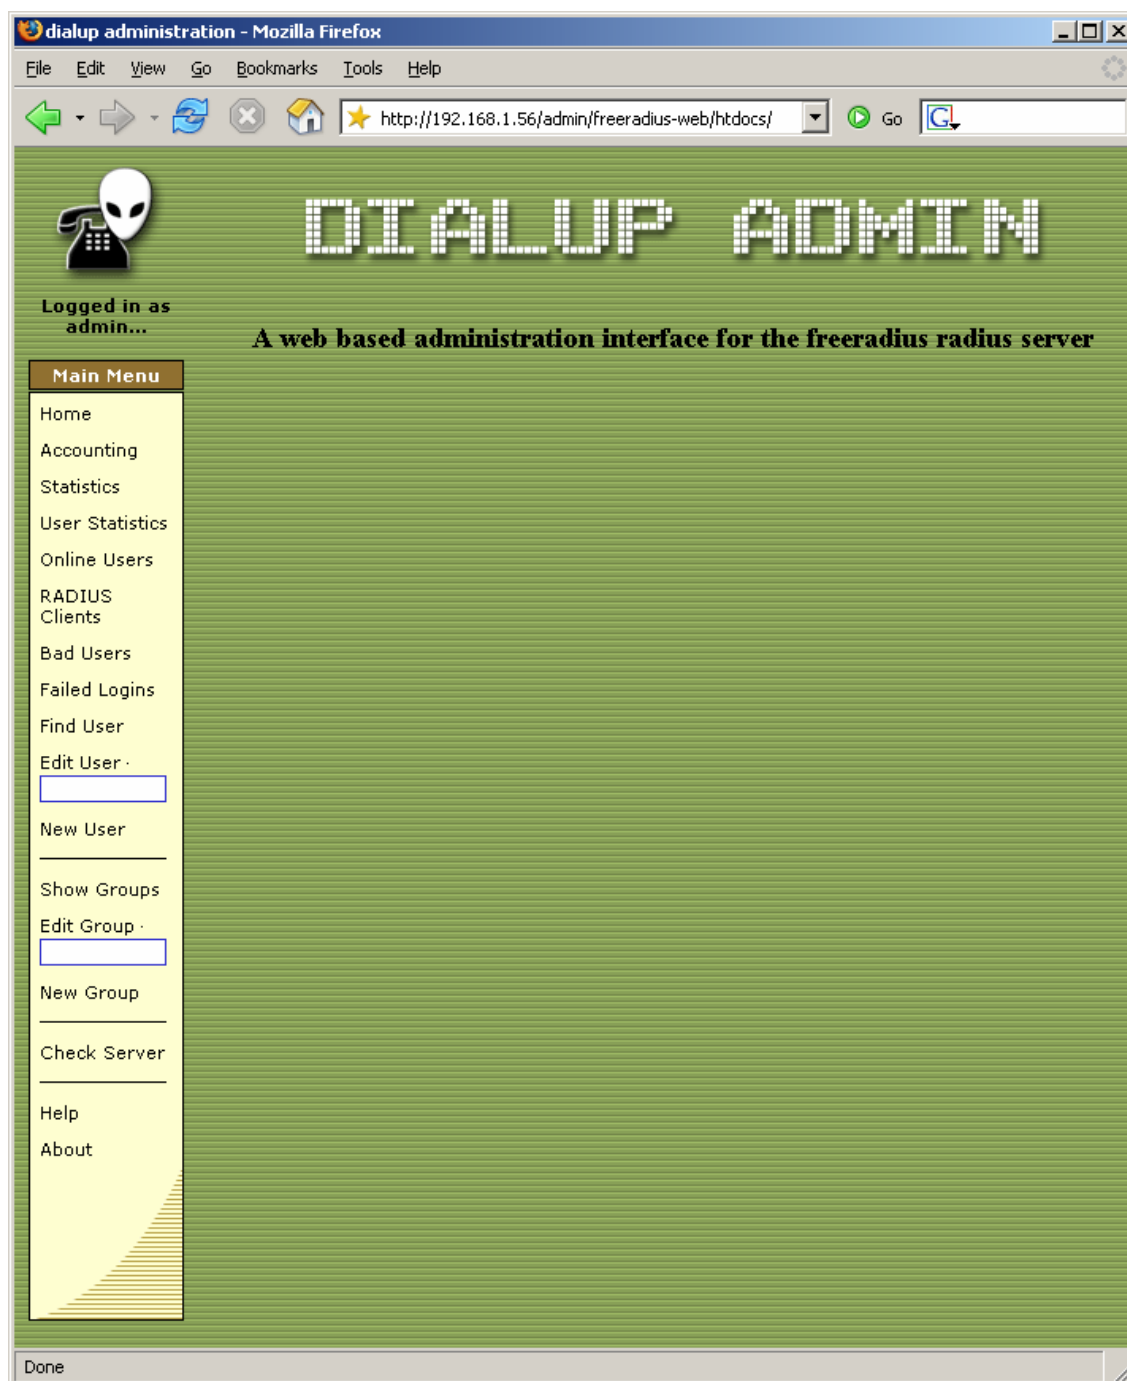 dialup administration - Mozilla Firefox
File Edit View Go Bookmarks Tools Help
http://192.168.1.56/admin/freeradius-web/htdocs/ Go G
DIALUP ADMIN
Logged in as
admin...
A web based administration interface for the freeradius radius server
Main Menu
Home
Accounting
Statistics
User Statistics
Online Users
RADIUS
Clients
Bad Users
Failed Logins
Find User
Edit User ·
New User
Show Groups
Edit Group ·
New Group
Check Server
Help
About
Done